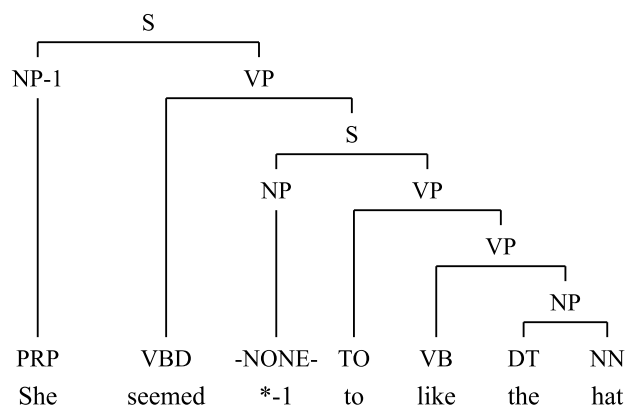 S
NP-1 VP
S
NP VP
VP
NP
PRP VBD -NONE- TO VB DT NN
She seemed *-1 to like the hat